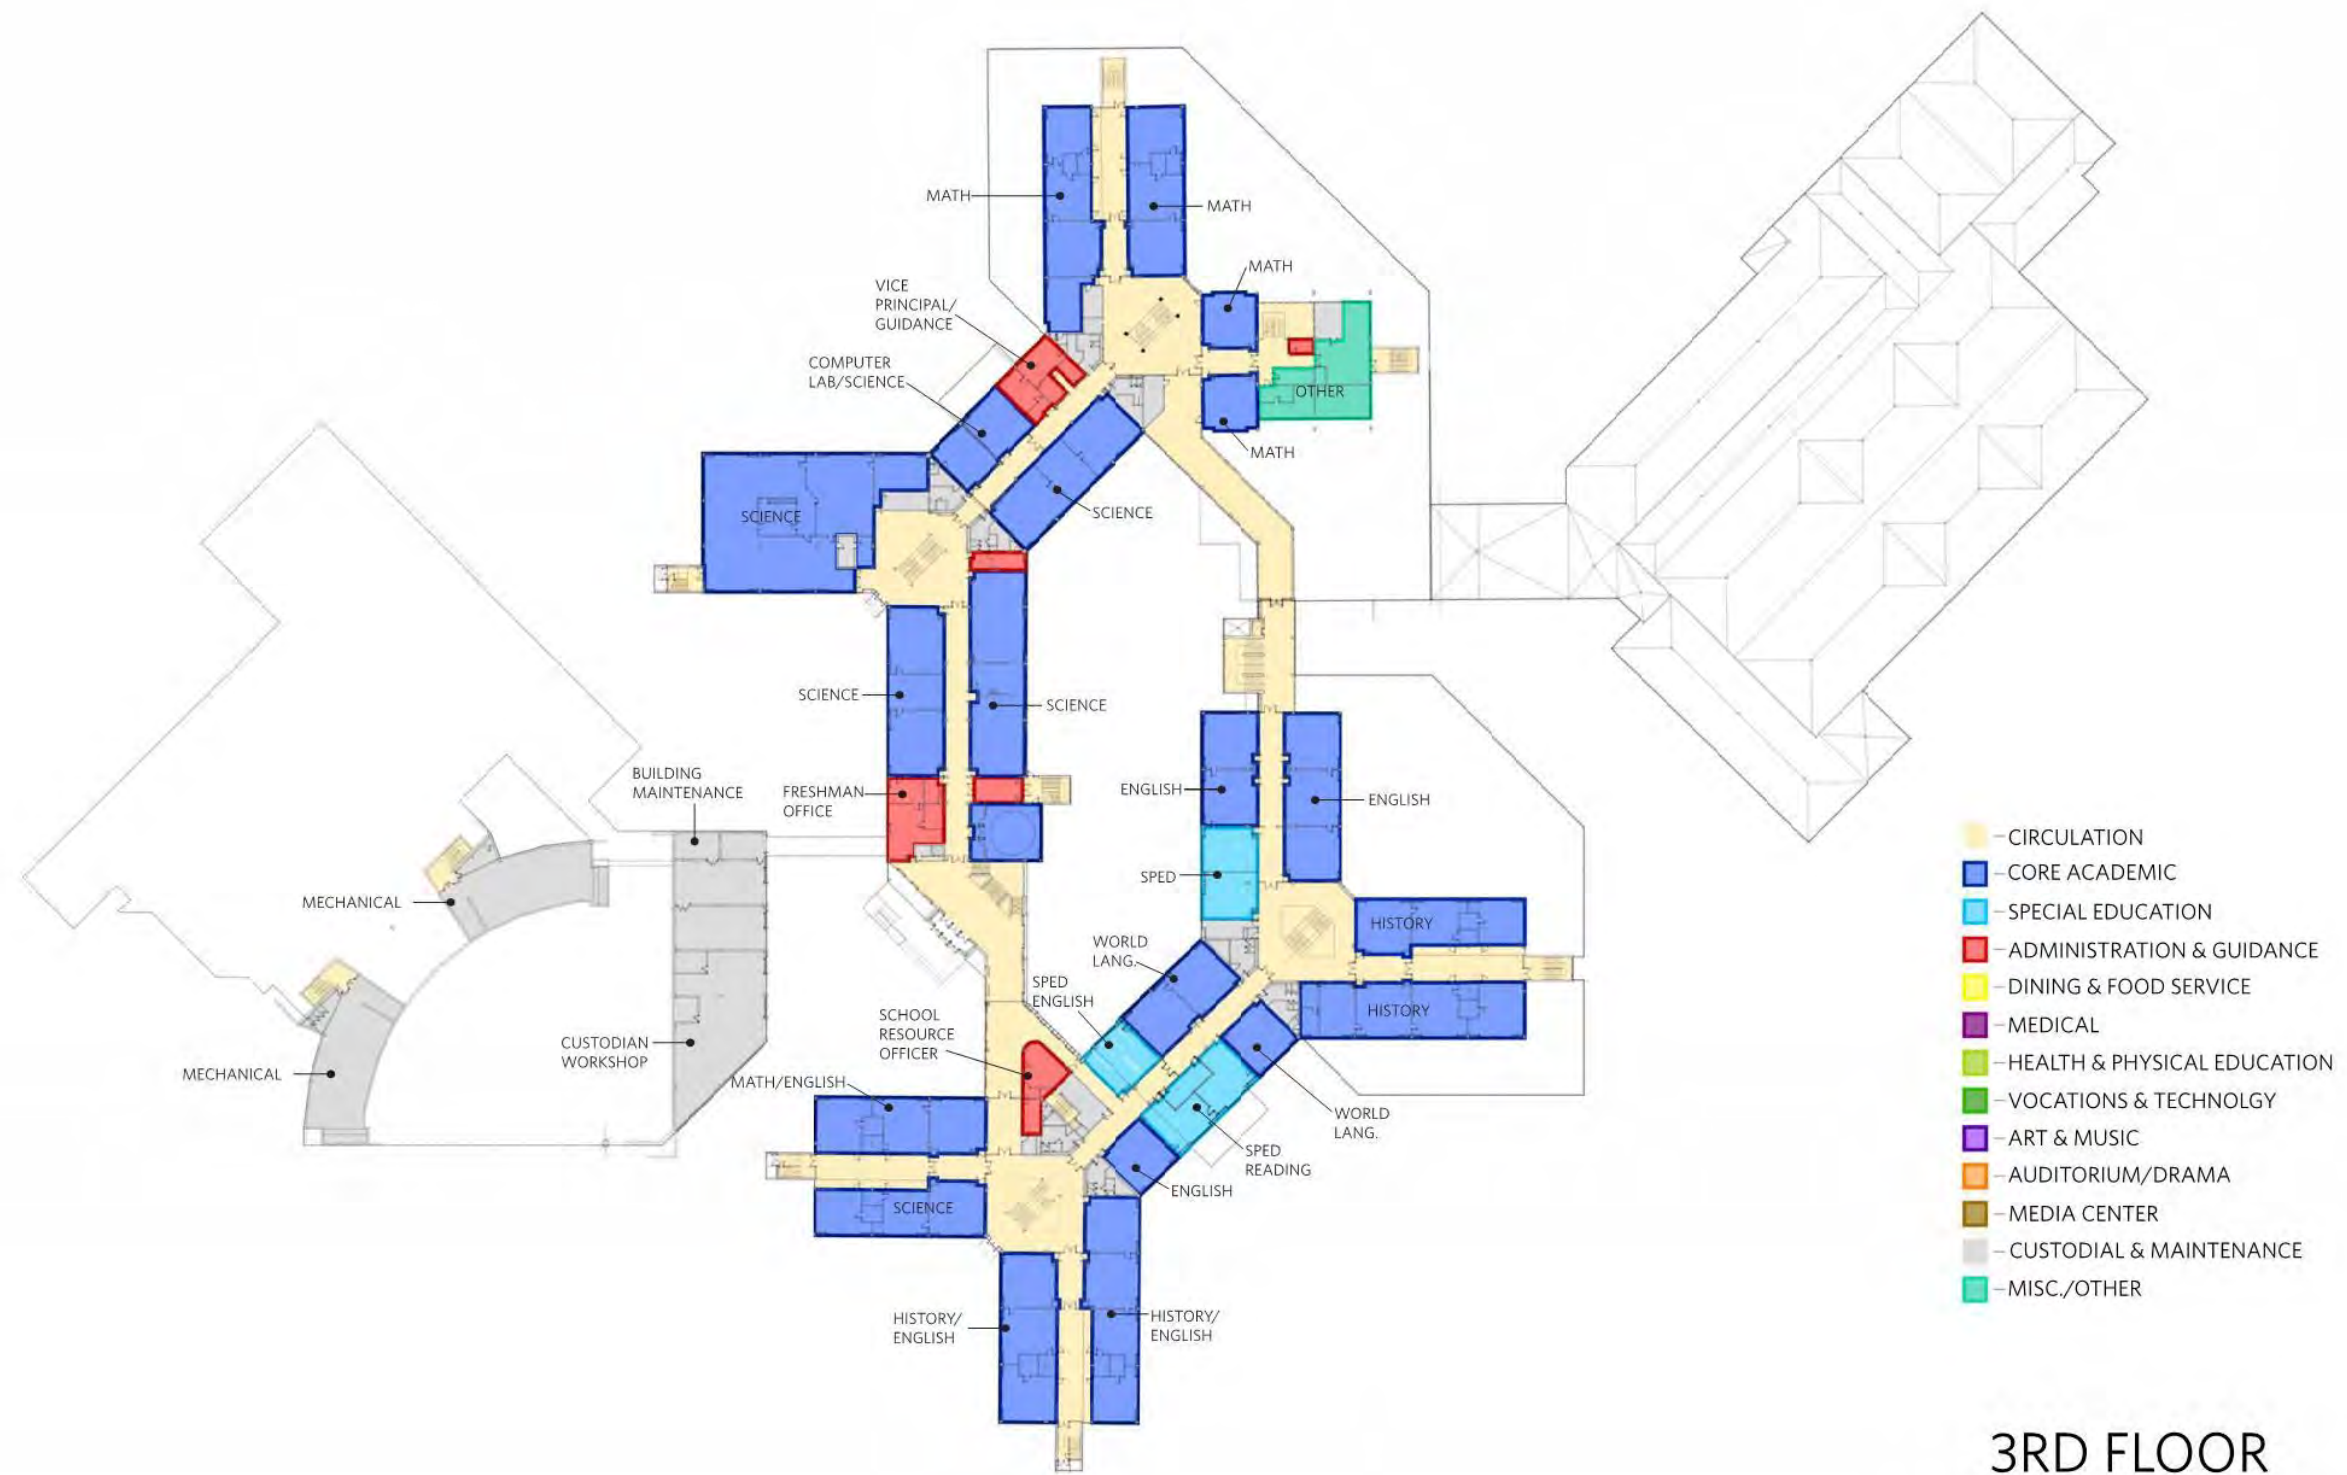 MATH
MATH
MATH
VICE
PRINCIPAL/
GUIDANCE
COMPUTER
LAB/SCIENCE
OTHER
MATH
SCIENCE
SCIENCE
SCIENCE
SCIENCE
BUILDING
MAINTENANCE
FRESHMAN
OFFICE
ENGLISH
ENGLISH
SPED
MECHANICAL
HISTORY
WORLD
LANG.
SPED
ENGLISH
HISTORY
SCHOOL
RESOURCE
OFFICER
CUSTODIAN
WORKSHOP
MECHANICAL
MATH/ENGLISH
WORLD
LANG.
SPED
READING
ENGLISH
SCIENCE
HISTORY/
ENGLISH
HISTORY/
ENGLISH
CIRCULATION
CORE ACADEMIC
SPECIAL EDUCATION
ADMINISTRATION & GUIDANCE
DINING & FOOD SERVICE
MEDICAL
HEALTH & PHYSICAL EDUCATION
VOCATIONS & TECHNOLGY
ART & MUSIC
AUDITORIUM/DRAMA
MEDIA CENTER
CUSTODIAL & MAINTENANCE
MISC./OTHER
3RD FLOOR